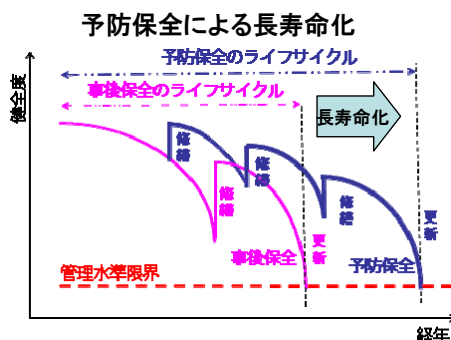 予防保全による長寿命化
予防保全のライフサイクル
事後保全のライフサイクル
健全度
長寿命化
修繕
修繕
修繕
修繕
更新
更新
事後保全
予防保全
管理水準限界
経年